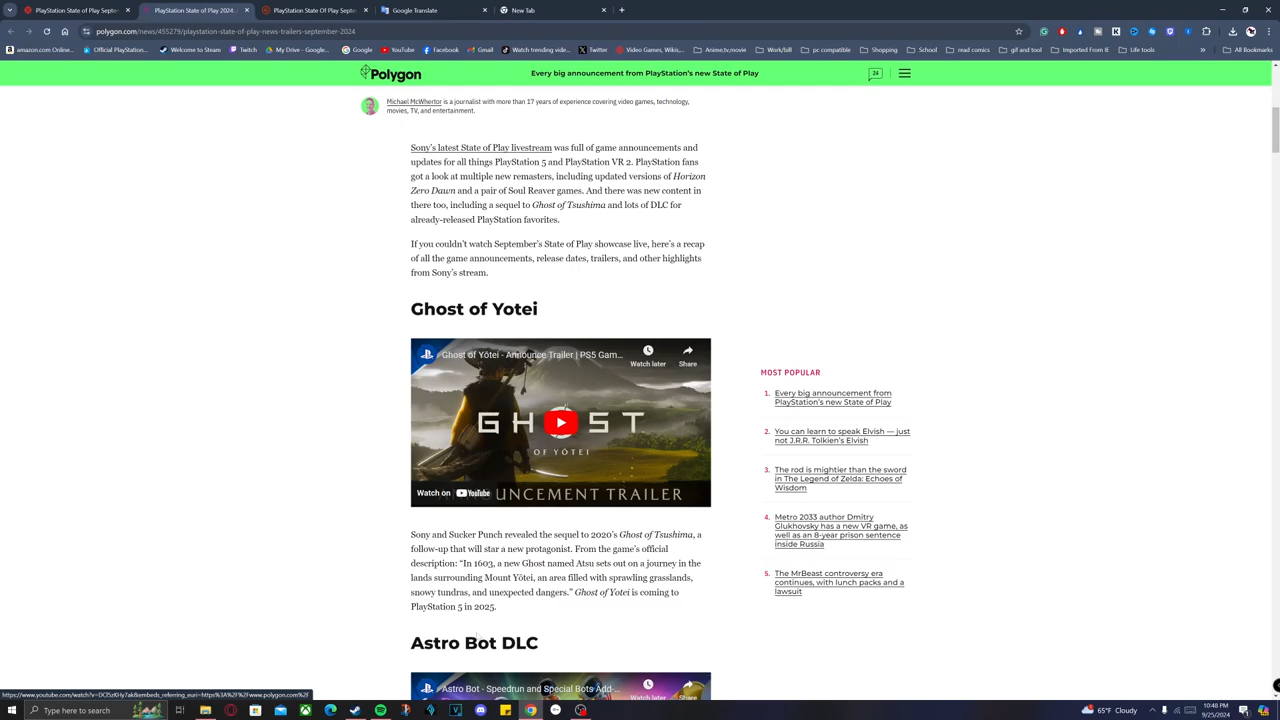 PlayStation State of Play Septe
PlayStation State of Play 2024
PlayStation State Of Play Septe
Google Translate
New Tab
polygon.com/news/455279/playstation-state-of-play-news-trailers-september-2024
amazon.com Online...
Official PlayStation...
Welcome to Steam
Twitch
My Drive - Google...
Google
YouTube
Facebook
Gmail
Watch trending vide...
Twitter
Video Games, Wikis,...
Anime,tv,movie
Work/bill
pc compatible
Shopping
School
read comics
gif and tool
Imported From IE
Life tools
All Bookmarks
Polygon
Every big announcement from PlayStation's new State of Play
24
Michael McWhertor is a journalist with more than 17 years of experience covering video games, technology,
movies, TV, and entertainment.
Sony's latest State of Play livestream was full of game announcements and
updates for all things PlayStation 5 and PlayStation VR 2. PlayStation fans
got a look at multiple new remasters, including updated versions of Horizon
Zero Dawn and a pair of Soul Reaver games. And there was new content in
there too, including a sequel to Ghost of Tsushima and lots of DLC for
already-released PlayStation favorites.
If you couldn't watch September's State of Play showcase live, here's a recap
of all the game announcements, release dates, trailers, and other highlights
from Sony's stream.
Ghost of Yotei
Ghost of Yōtei - Announce Trailer | PS5 Gam...
Watch later
Share
GHOST
OF YŌTEI
Watch on YouTube
UNCEMENT TRAILER
Sony and Sucker Punch revealed the sequel to 2020's Ghost of Tsushima, a
follow-up that will star a new protagonist. From the game's official
description: “In 1603, a new Ghost named Atsu sets out on a journey in the
lands surrounding Mount Yōtei, an area filled with sprawling grasslands,
snowy tundras, and unexpected dangers.” Ghost of Yotei is coming to
PlayStation 5 in 2025.
Astro Bot DLC
Astro Bot - Speedrun and Special Bots Add-...
Watch later
Share
MOST POPULAR
1. Every big announcement from
PlayStation's new State of Play
2. You can learn to speak Elvish — just
not J.R.R. Tolkien's Elvish
3. The rod is mightier than the sword
in The Legend of Zelda: Echoes of
Wisdom
4. Metro 2033 author Dmitry
Glukhovsky has a new VR game, as
well as an 8-year prison sentence
inside Russia
5. The MrBeast controversy era
continues, with lunch packs and a
lawsuit
Type here to search
65°F Cloudy
10:48 PM
9/25/2024